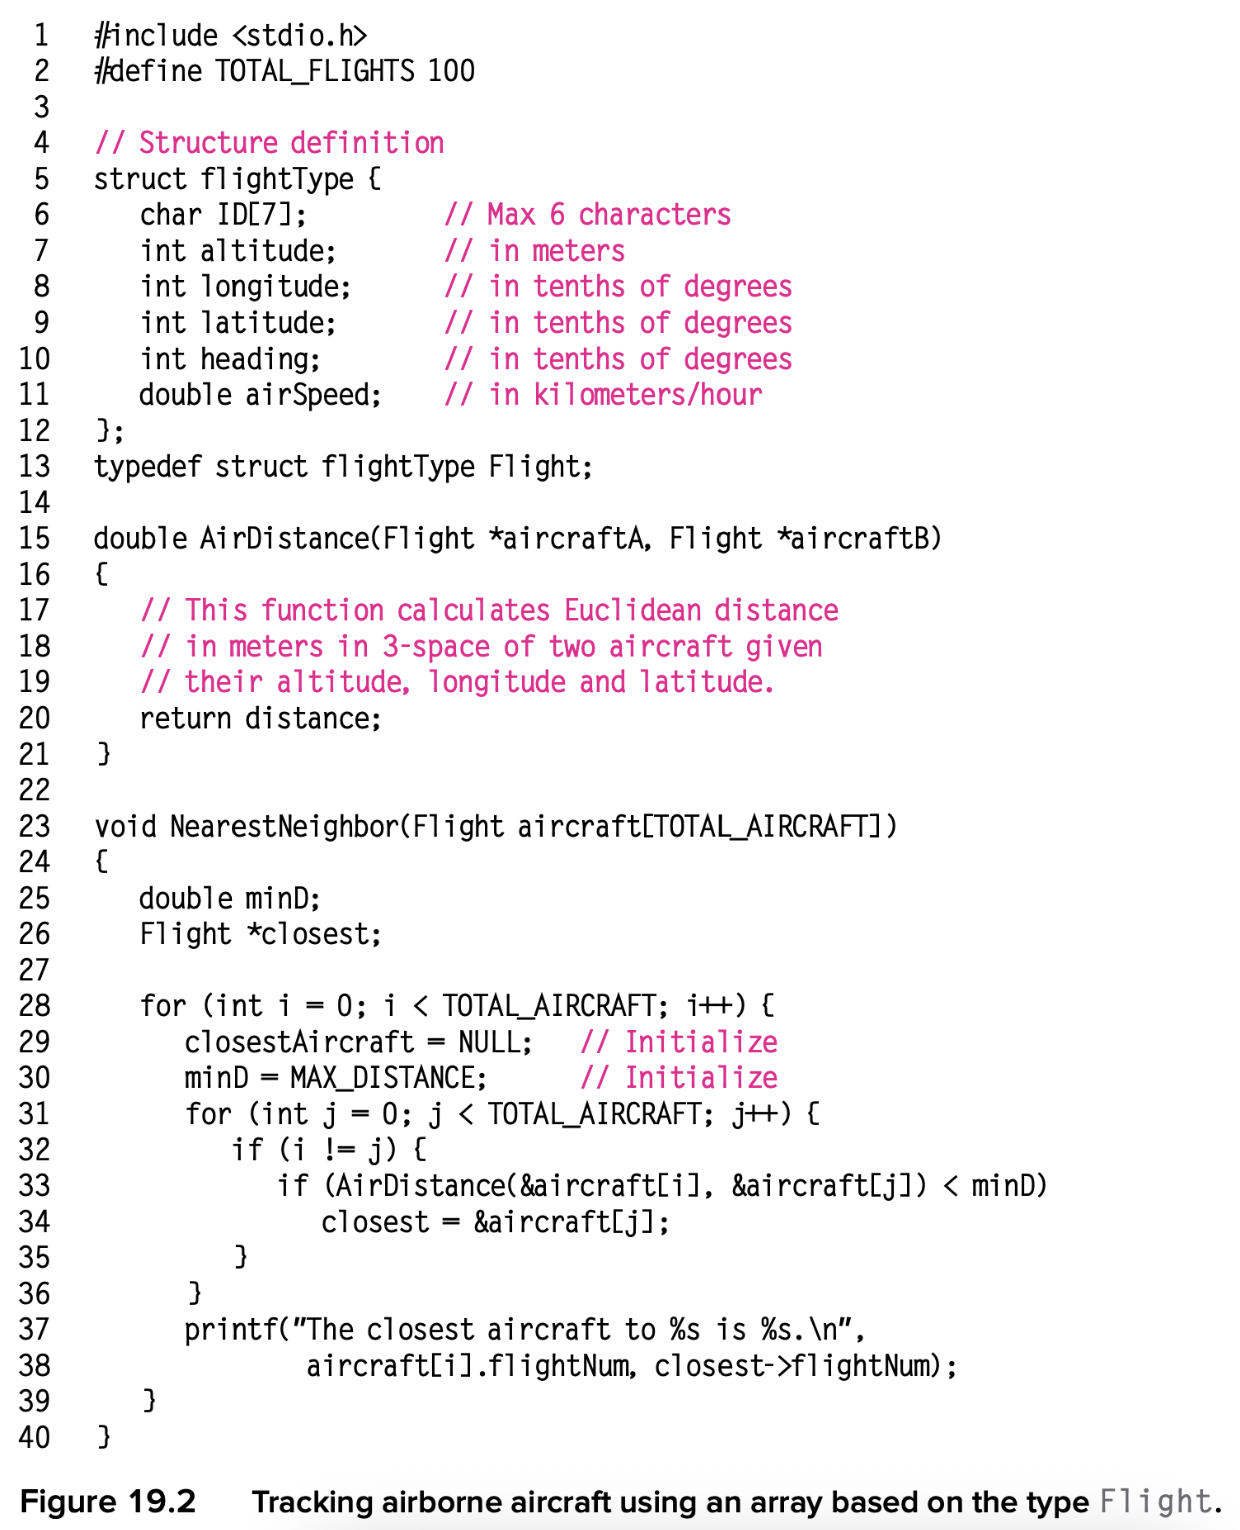 1 #include <stdio.h>
2 #define TOTAL_FLIGHTS 100
3
4 // Structure definition
5 struct flightType {
6    char ID[7];         // Max 6 characters
7    int altitude;       // in meters
8    int longitude;      // in tenths of degrees
9    int latitude;       // in tenths of degrees
10    int heading;        // in tenths of degrees
11    double airSpeed;    // in kilometers/hour
12 };
13 typedef struct flightType Flight;
14
15 double AirDistance(Flight *aircraftA, Flight *aircraftB)
16 {
17    // This function calculates Euclidean distance
18    // in meters in 3-space of two aircraft given
19    // their altitude, longitude and latitude.
20    return distance;
21 }
22
23 void NearestNeighbor(Flight aircraft[TOTAL_AIRCRAFT])
24 {
25    double minD;
26    Flight *closest;
27
28    for (int i = 0; i < TOTAL_AIRCRAFT; i++) {
29       closestAircraft = NULL;   // Initialize
30       minD = MAX_DISTANCE;      // Initialize
31       for (int j = 0; j < TOTAL_AIRCRAFT; j++) {
32          if (i != j) {
33             if (AirDistance(&aircraft[i], &aircraft[j]) < minD)
34                closest = &aircraft[j];
35          }
36       }
37       printf("The closest aircraft to %s is %s.\n",
38               aircraft[i].flightNum, closest->flightNum);
39    }
40 }
Figure 19.2 Tracking airborne aircraft using an array based on the type Flight.